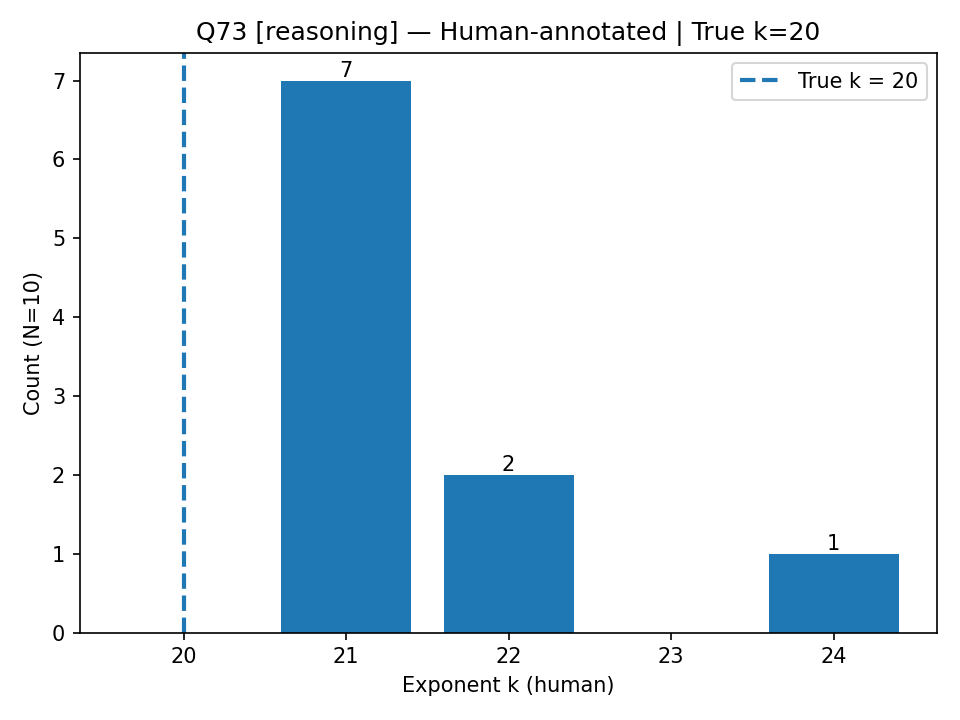 Q73 [reasoning] — Human-annotated | True k=20
True k = 20
7
2
1
Count (N=10)
7
6
5
4
3
2
1
0
20 21 22 23 24
Exponent k (human)